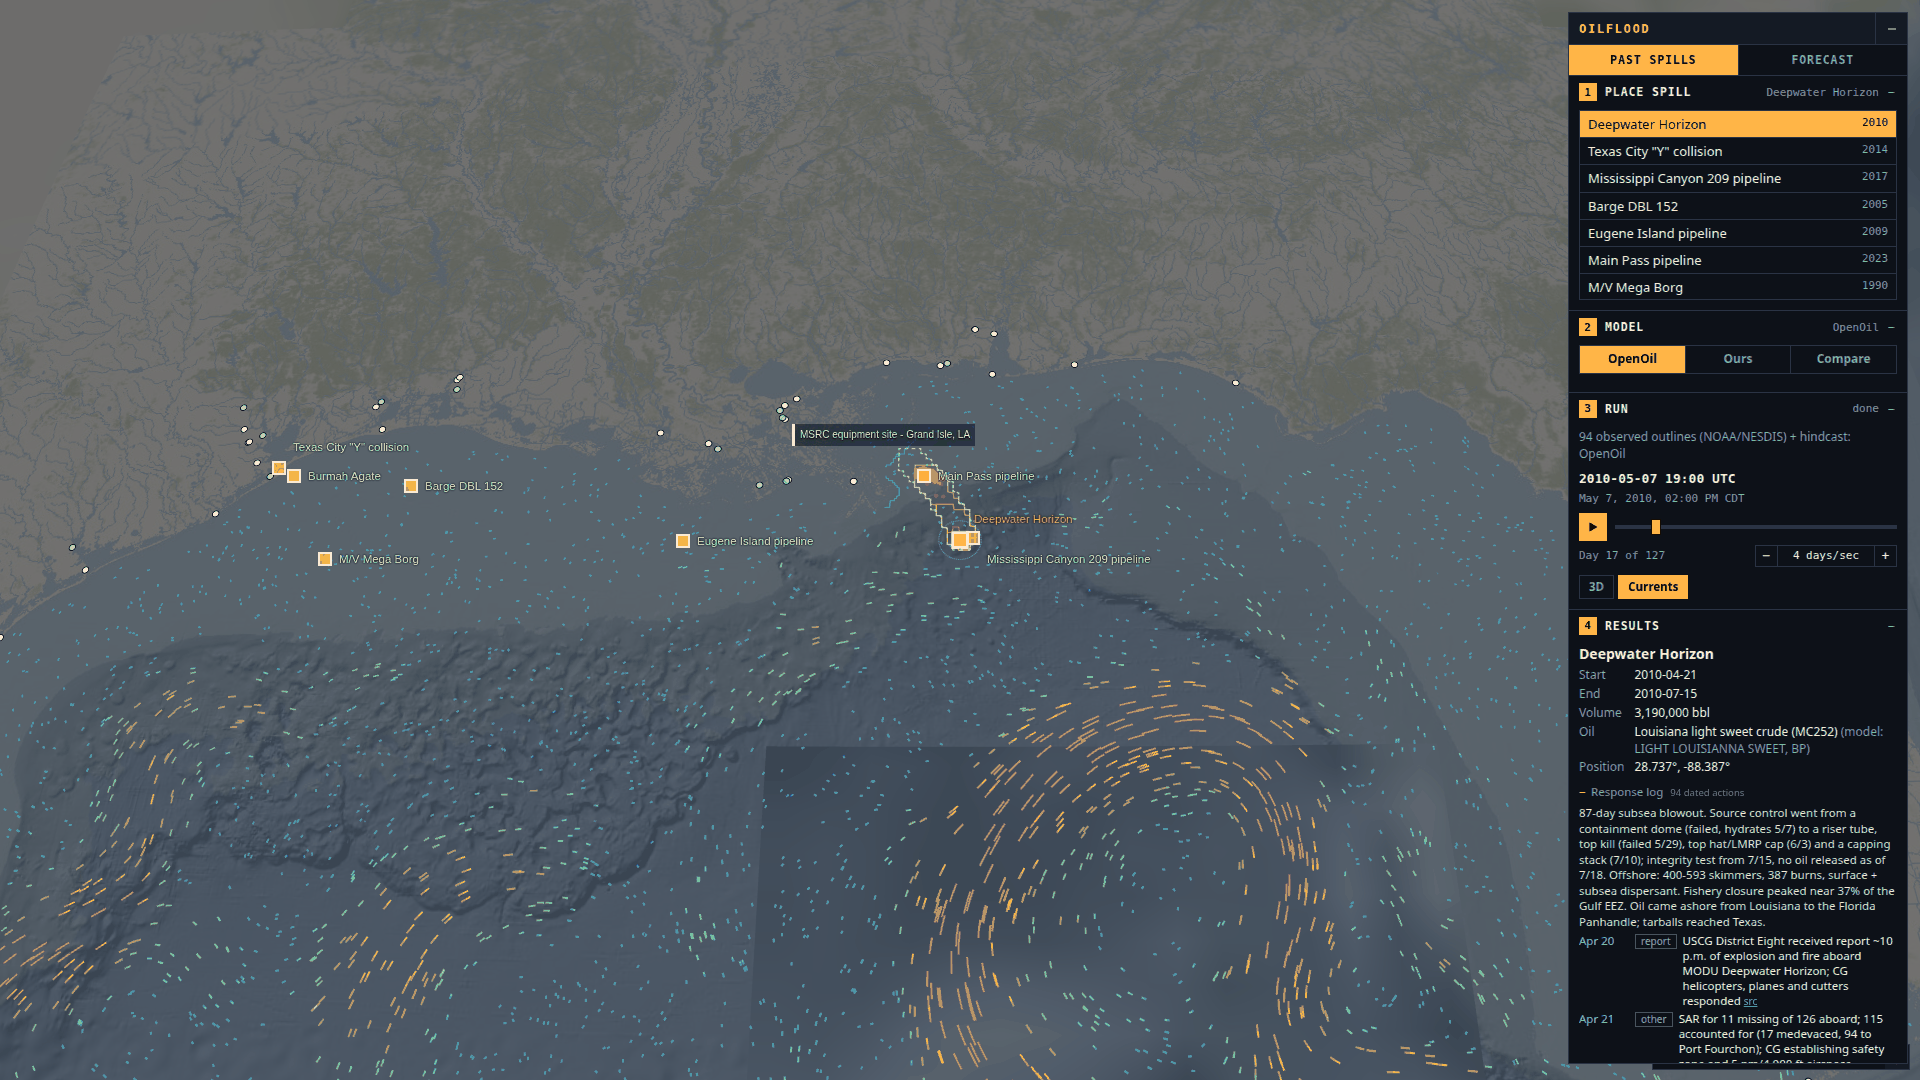 OILFLOOD −
PAST SPILLS FORECAST
1 PLACE SPILL Deepwater Horizon −
Deepwater Horizon 2010
Texas City "Y" collision 2014
Mississippi Canyon 209 pipeline 2017
Barge DBL 152 2005
Eugene Island pipeline 2009
Main Pass pipeline 2023
M/V Mega Borg 1990
2 MODEL OpenOil −
OpenOil Ours Compare
3 RUN done −
94 observed outlines (NOAA/NESDIS) + hindcast:
OpenOil
2010-05-07 19:00 UTC
May 7, 2010, 02:00 PM CDT
Day 17 of 127 − 4 days/sec +
3D Currents
4 RESULTS −
Deepwater Horizon
Start 2010-04-21
End 2010-07-15
Volume 3,190,000 bbl
Oil Louisiana light sweet crude (MC252) (model:
LIGHT LOUISIANNA SWEET, BP)
Position 28.737°, -88.387°
− Response log 94 dated actions
87-day subsea blowout. Source control went from a
containment dome (failed, hydrates 5/7) to a riser tube,
top kill (failed 5/29), top hat/LMRP cap (6/3) and a capping
stack (7/10); integrity test from 7/15, no oil released as of
7/18. Offshore: 400-593 skimmers, 387 burns, surface +
subsea dispersant. Fishery closure peaked near 37% of the
Gulf EEZ. Oil came ashore from Louisiana to the Florida
Panhandle; tarballs reached Texas.
Apr 20 report USCG District Eight received report ~10
p.m. of explosion and fire aboard
MODU Deepwater Horizon; CG
helicopters, planes and cutters
responded src
Apr 21 other SAR for 11 missing of 126 aboard; 115
accounted for (17 medevaced, 94 to
Port Fourchon); CG establishing safety
MSRC equipment site - Grand Isle, LA
Texas City "Y" collision
Burmah Agate
Barge DBL 152
Main Pass pipeline
Deepwater Horizon
Eugene Island pipeline
M/V Mega Borg
Mississippi Canyon 209 pipeline